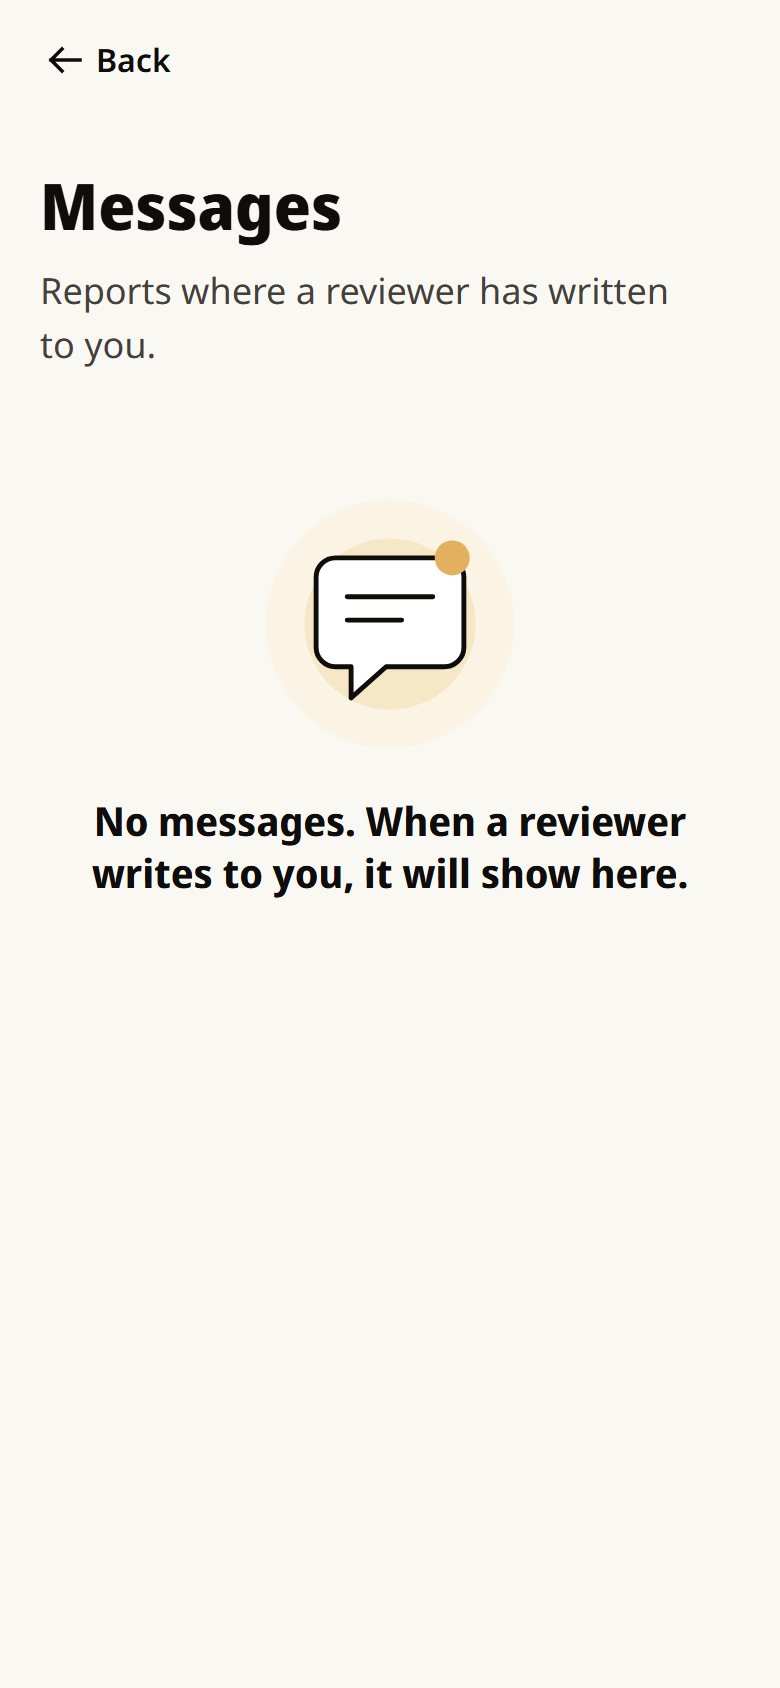 Back
Messages
Reports where a reviewer has written
to you.
No messages. When a reviewer
writes to you, it will show here.